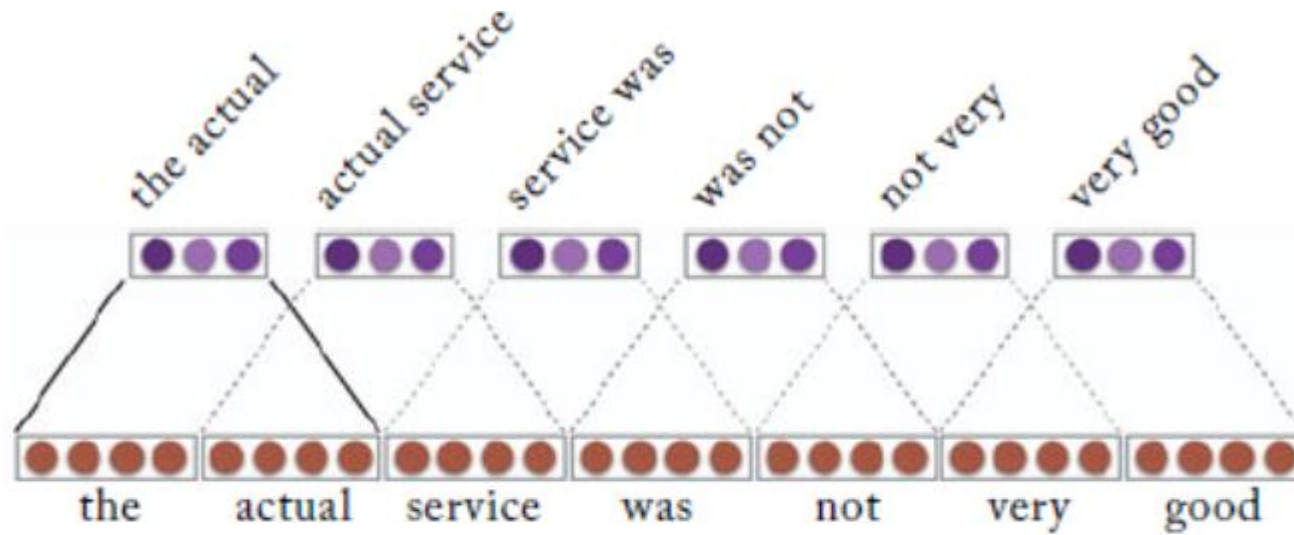 the actual
actual service
service was
was not
not very
very good
the actual service was not very good